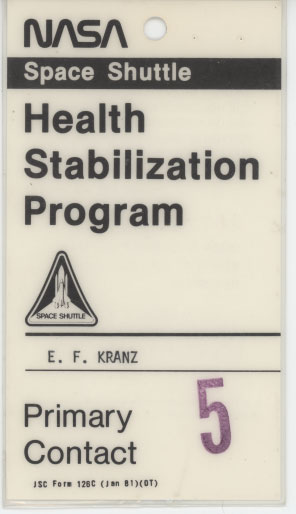 NASA
Space Shuttle
Health
Stabilization
Program
SPACE SHUTTLE
E. F. KRANZ
Primary
Contact
5
JSC Form 126C (Jan 81)(OT)